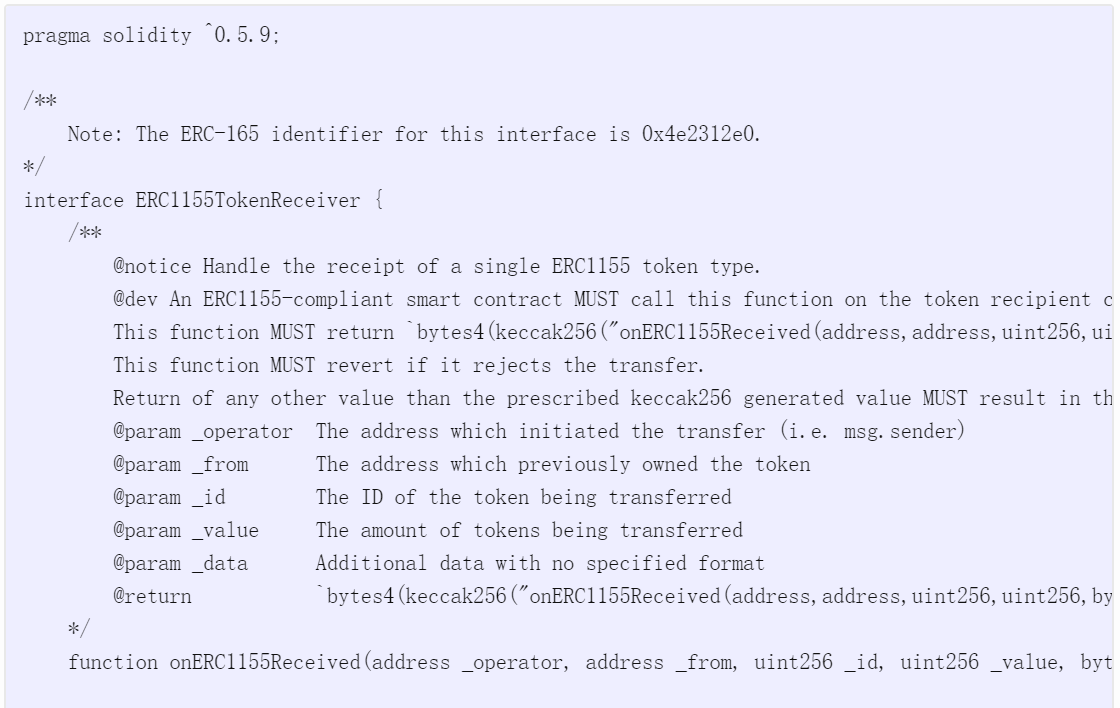 pragma solidity ^0.5.9;
/**
Note: The ERC-165 identifier for this interface is 0x4e2312e0.
*/
interface ERC1155TokenReceiver {
/**
@notice Handle the receipt of a single ERC1155 token type.
@dev An ERC1155-compliant smart contract MUST call this function on the token recipient c
This function MUST return `bytes4(keccak256("onERC1155Received(address,address,uint256,ui
This function MUST revert if it rejects the transfer.
Return of any other value than the prescribed keccak256 generated value MUST result in th
@param _operator The address which initiated the transfer (i.e. msg.sender)
@param _from The address which previously owned the token
@param _id The ID of the token being transferred
@param _value The amount of tokens being transferred
@param _data Additional data with no specified format
@return `bytes4(keccak256("onERC1155Received(address,address,uint256,uint256,by
*/
function onERC1155Received(address _operator, address _from, uint256 _id, uint256 _value, byt